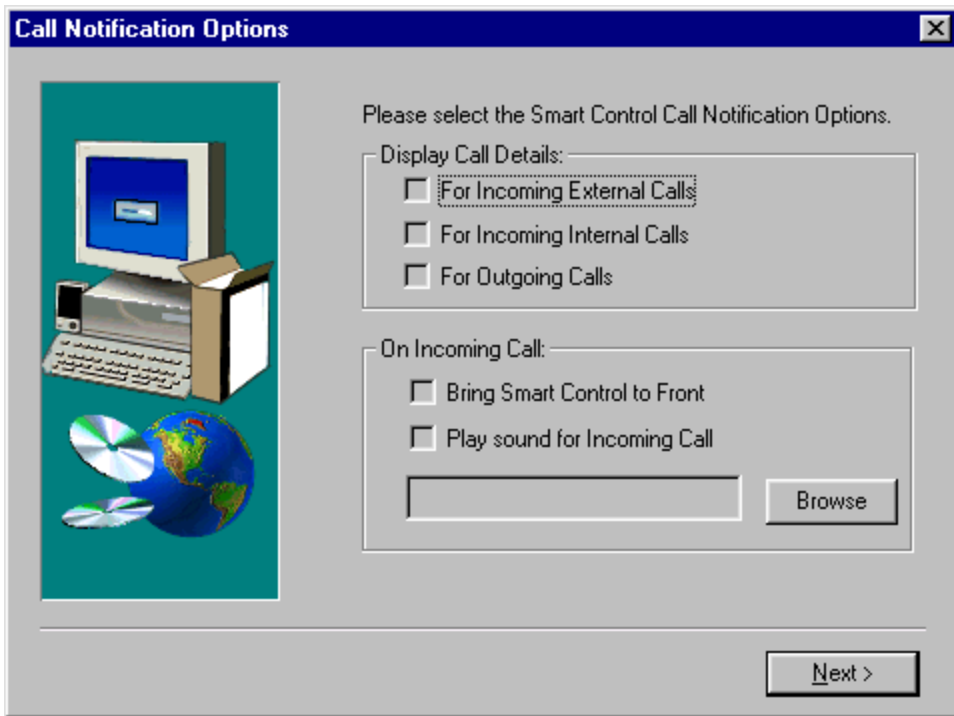 Call Notification Options
Please select the Smart Control Call Notification Options.
Display Call Details:
For Incoming External Calls
For Incoming Internal Calls
For Outgoing Calls
On Incoming Call:
Bring Smart Control to Front
Play sound for Incoming Call
Browse
Next >